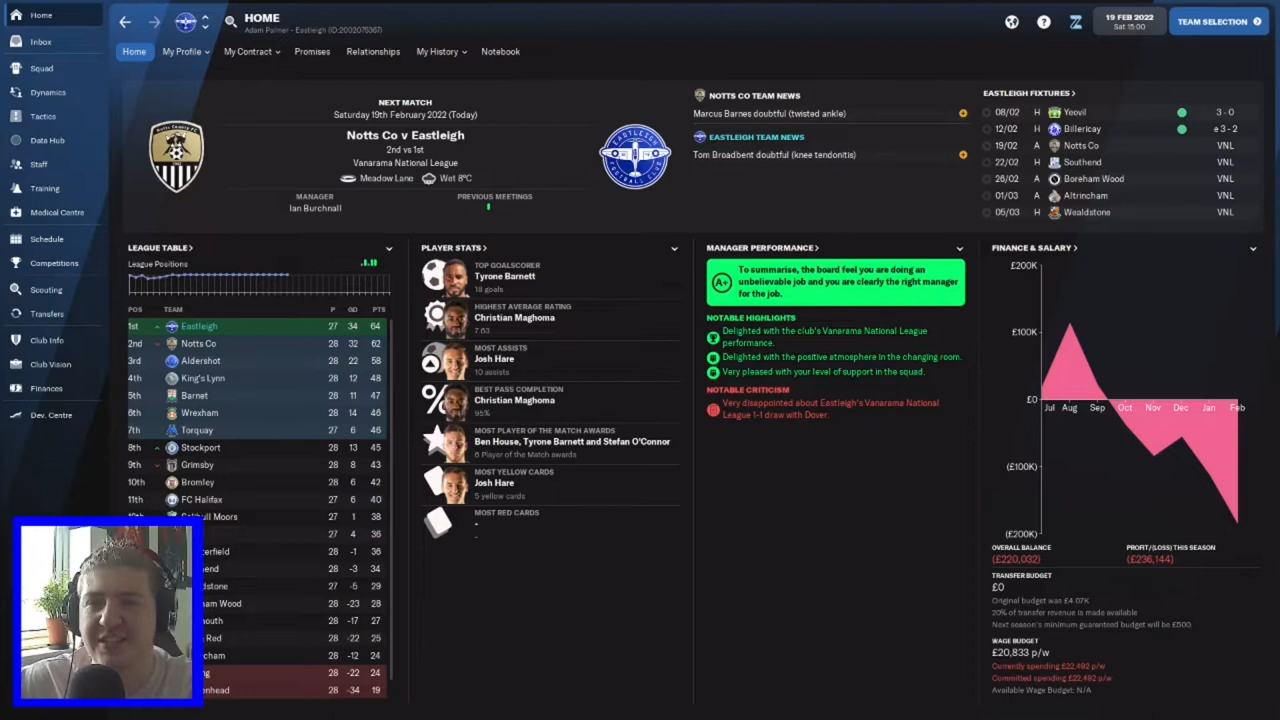 Home
Inbox
Squad
Dynamics
Tactics
Data Hub
Staff
Training
Medical Centre
Schedule
Competitions
Scouting
Transfers
Club Info
Club Vision
Finances
Dev. Centre
HOME
Adam Palmer - Eastleigh (ID:2002075367)
19 FEB 2022
Sat 15:00
TEAM SELECTION
Home
My Profile
My Contract
Promises
Relationships
My History
Notebook
NEXT MATCH
Saturday 19th February 2022 (Today)
Notts Co v Eastleigh
2nd vs 1st
Vanarama National League
Meadow Lane Wet 8°C
MANAGER
Ian Burchnall
PREVIOUS MEETINGS
NOTTS CO TEAM NEWS
Marcus Barnes doubtful (twisted ankle)
EASTLEIGH TEAM NEWS
Tom Broadbent doubtful (knee tendonitis)
EASTLEIGH FIXTURES >
08/02 H Yeovil 3 - 0
12/02 H Billericay e 3 - 2
19/02 A Notts Co VNL
22/02 H Southend VNL
26/02 A Boreham Wood VNL
01/03 A Altrincham VNL
05/03 H Wealdstone VNL
LEAGUE TABLE >
League Positions
POS TEAM P GD PTS
1st Eastleigh 27 34 64
2nd Notts Co 28 32 62
3rd Aldershot 28 22 58
4th King's Lynn 28 12 48
5th Barnet 28 11 47
6th Wrexham 28 14 46
7th Torquay 27 6 46
8th Stockport 28 13 45
9th Grimsby 28 8 43
10th Bromley 28 6 42
11th FC Halifax 27 6 40
Moors 27 1 38
27 4 36
terfield 28 -1 36
end 28 -3 34
dstone 27 -5 29
ham Wood 28 -23 28
mouth 28 -17 27
Red 28 -22 25
cham 28 -12 24
g 28 -22 24
enhead 28 -34 19
PLAYER STATS >
TOP GOALSCORER
Tyrone Barnett
18 goals
HIGHEST AVERAGE RATING
Christian Maghoma
7.63
MOST ASSISTS
Josh Hare
10 assists
BEST PASS COMPLETION
Christian Maghoma
95%
MOST PLAYER OF THE MATCH AWARDS
Ben House, Tyrone Barnett and Stefan O'Connor
6 Player of the Match awards
MOST YELLOW CARDS
Josh Hare
5 yellow cards
MOST RED CARDS
-
-
MANAGER PERFORMANCE >
A+
To summarise, the board feel you are doing an
unbelievable job and you are clearly the right manager
for the job.
NOTABLE HIGHLIGHTS
Delighted with the club's Vanarama National League
performance.
Delighted with the positive atmosphere in the changing room.
Very pleased with your level of support in the squad.
NOTABLE CRITICISM
Very disappointed about Eastleigh's Vanarama National
League 1-1 draw with Dover.
FINANCE & SALARY >
£200K
£100K
£0
(£100K)
(£200K)
Jul Aug Sep Oct Nov Dec Jan Feb
OVERALL BALANCE
(£220,032)
PROFIT/(LOSS) THIS SEASON
(£236,144)
TRANSFER BUDGET
£0
Original budget was £4.07K
20% of transfer revenue is made available
Next season's minimum guaranteed budget will be £500.
WAGE BUDGET
£20,833 p/w
Currently spending £22,492 p/w
Committed spending £22,492 p/w
Available Wage Budget: N/A